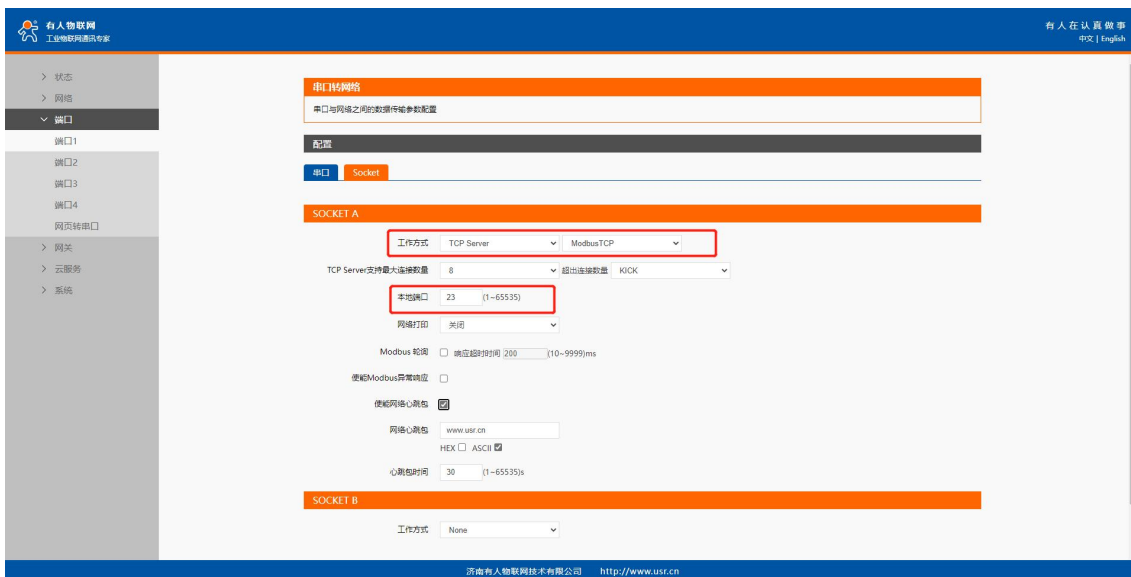 有人物联网
工业物联网通讯专家
有人在认真做事
中文 | English
状态
网络
端口
端口1
端口2
端口3
端口4
网页转串口
网关
云服务
系统
串口转网络
串口与网络之间的数据传输参数配置
配置
串口 Socket
SOCKET A
工作方式 TCP Server ModbusTCP
TCP Server支持最大连接数量 8 超出连接数量 KICK
本地端口 23 (1~65535)
网络打印 关闭
Modbus 轮询 响应超时时间 200 (10~9999)ms
使能Modbus异常响应
使能网络心跳包
网络心跳包 www.usr.cn
HEX ASCII
心跳包时间 30 (1~65535)s
SOCKET B
工作方式 None
济南有人物联网技术有限公司 http://www.usr.cn